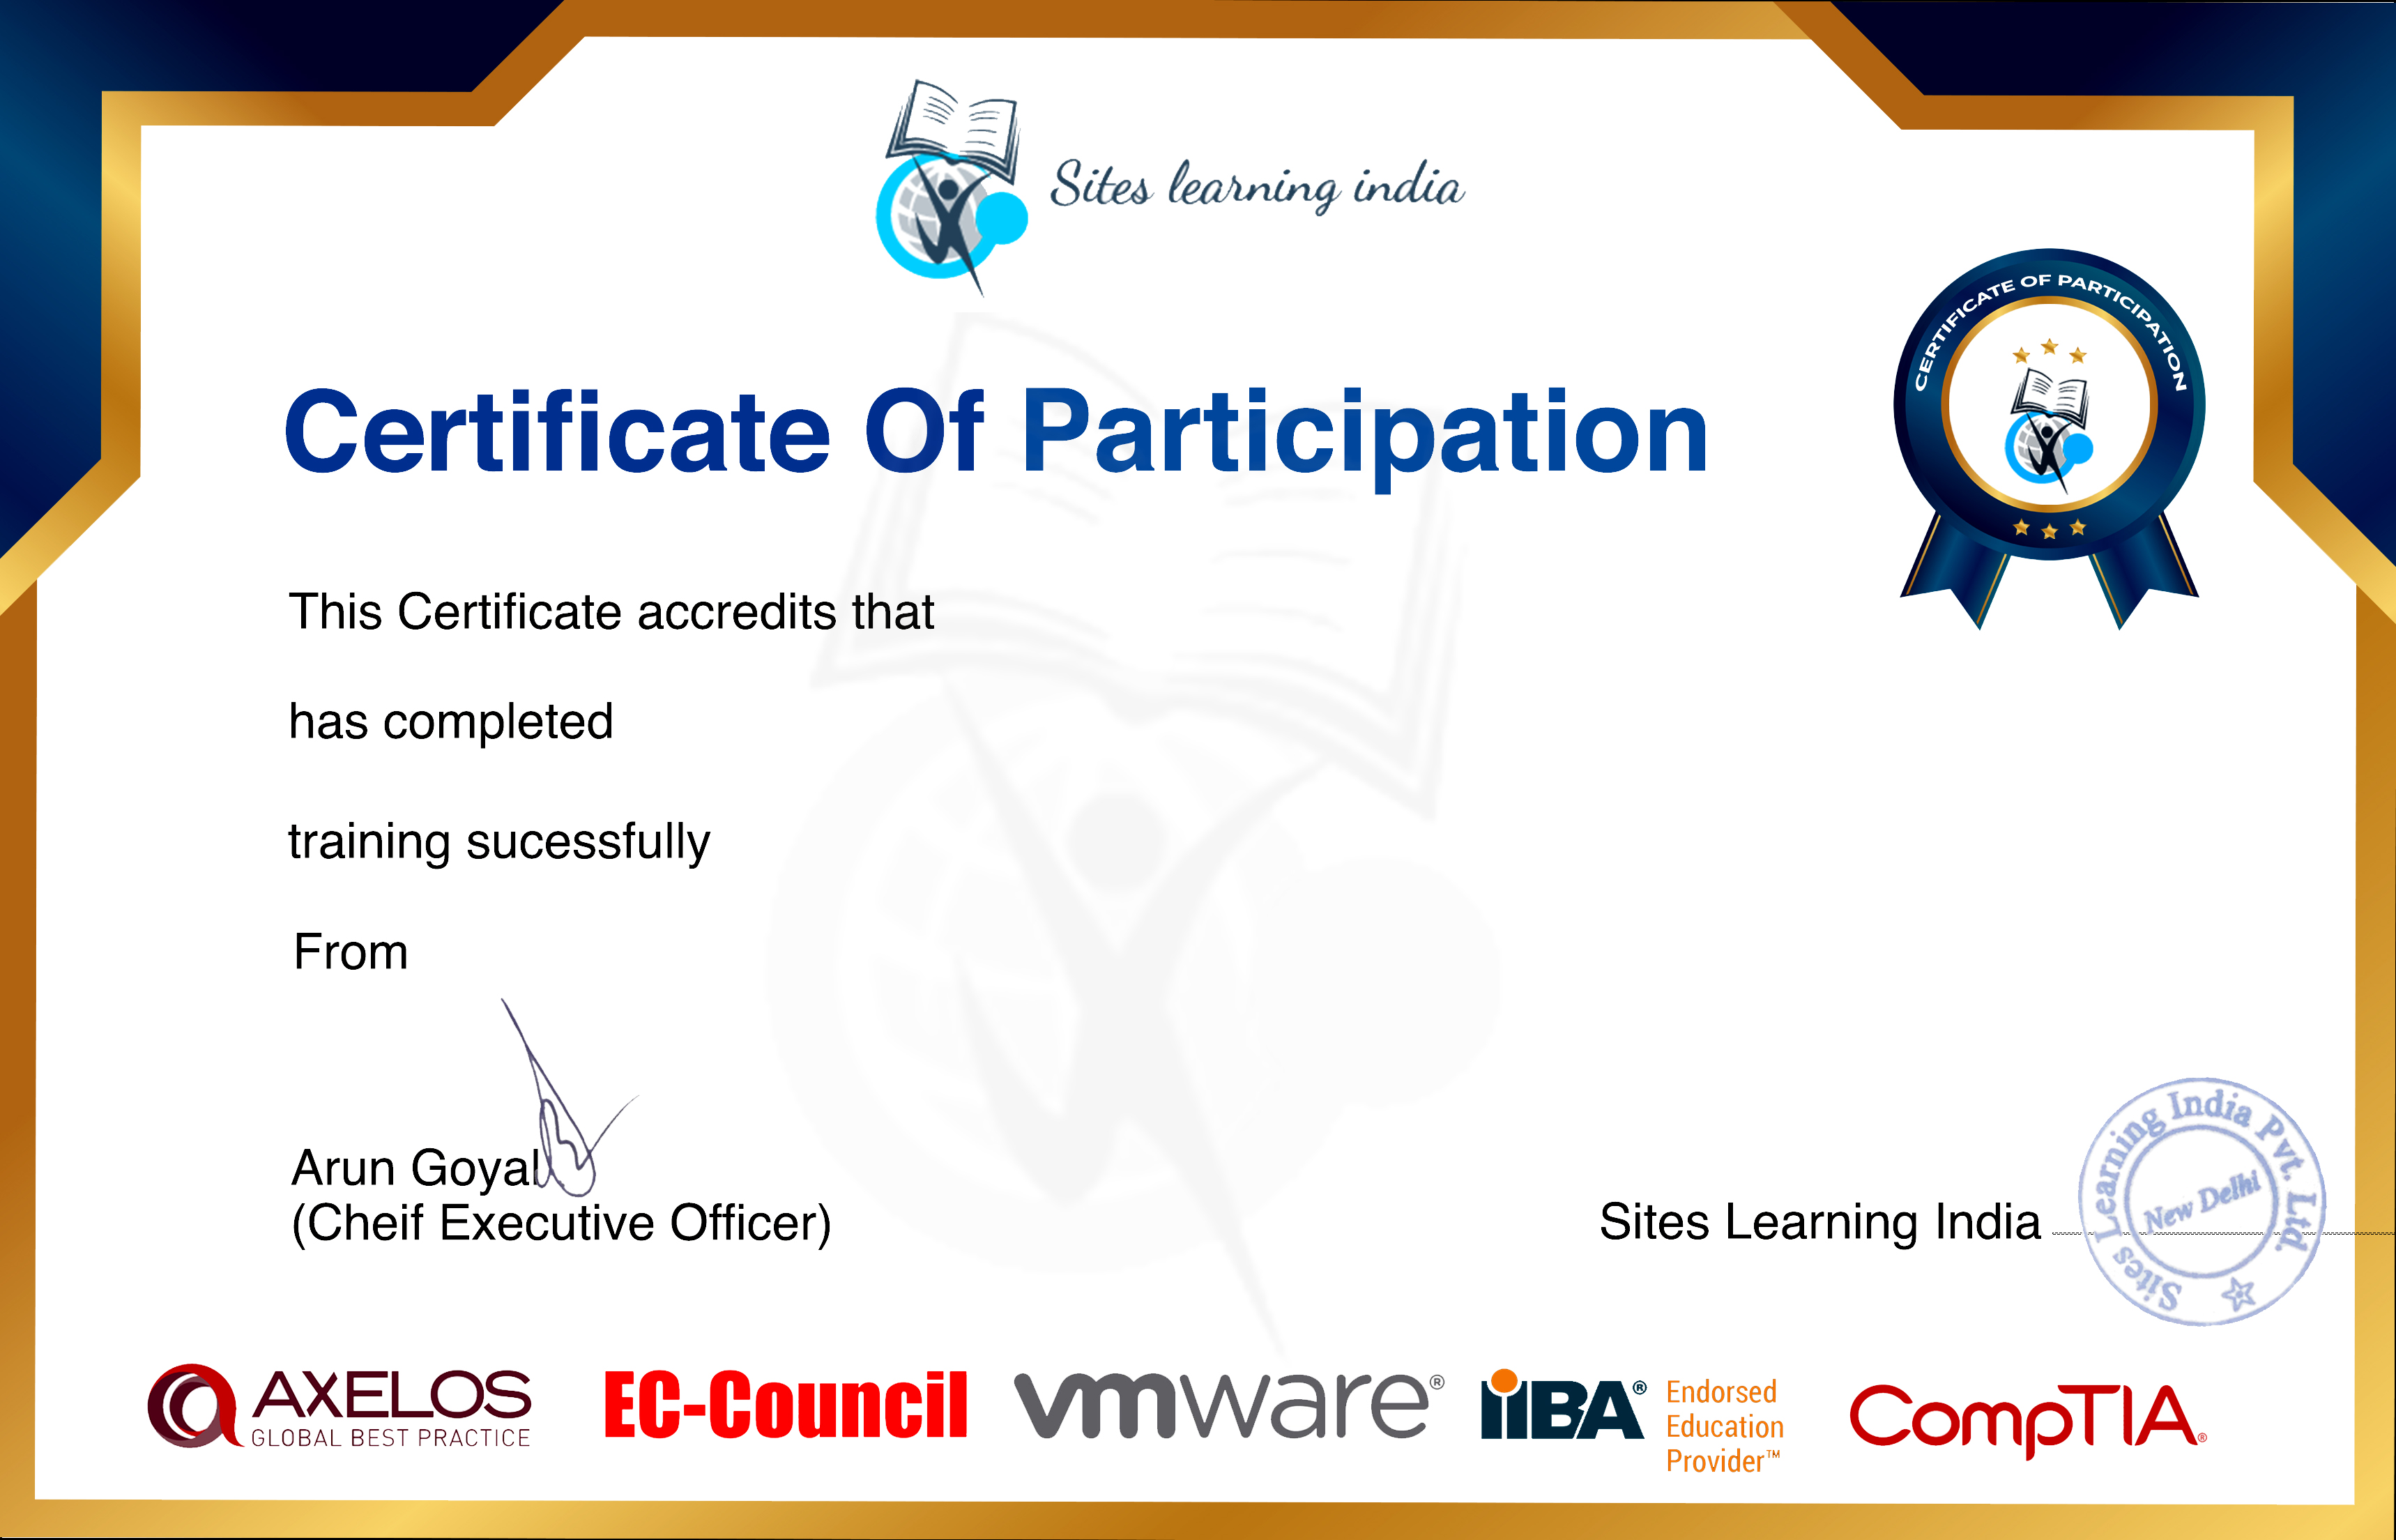 Sites learning india
CERTIFICATE OF PARTICIPATION
Certificate Of Participation
This Certificate accredits that
has completed
training sucessfully
From
Arun Goyal
(Cheif Executive Officer)
Sites Learning India
Sites Learning India Pvt. Ltd.
New Delhi
AXELOS
GLOBAL BEST PRACTICE
EC-Council
vmware®
iiBA®
Endorsed
Education
Provider™
CompTIA®